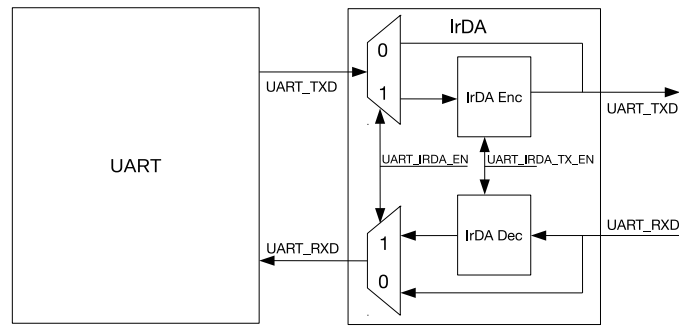 IrDA
0
1
UART_TXD
IrDA Enc
UART_TXD
UART_IRDA_EN
UART_IRDA_TX_EN
UART
UART_RXD
1
0
IrDA Dec
UART_RXD